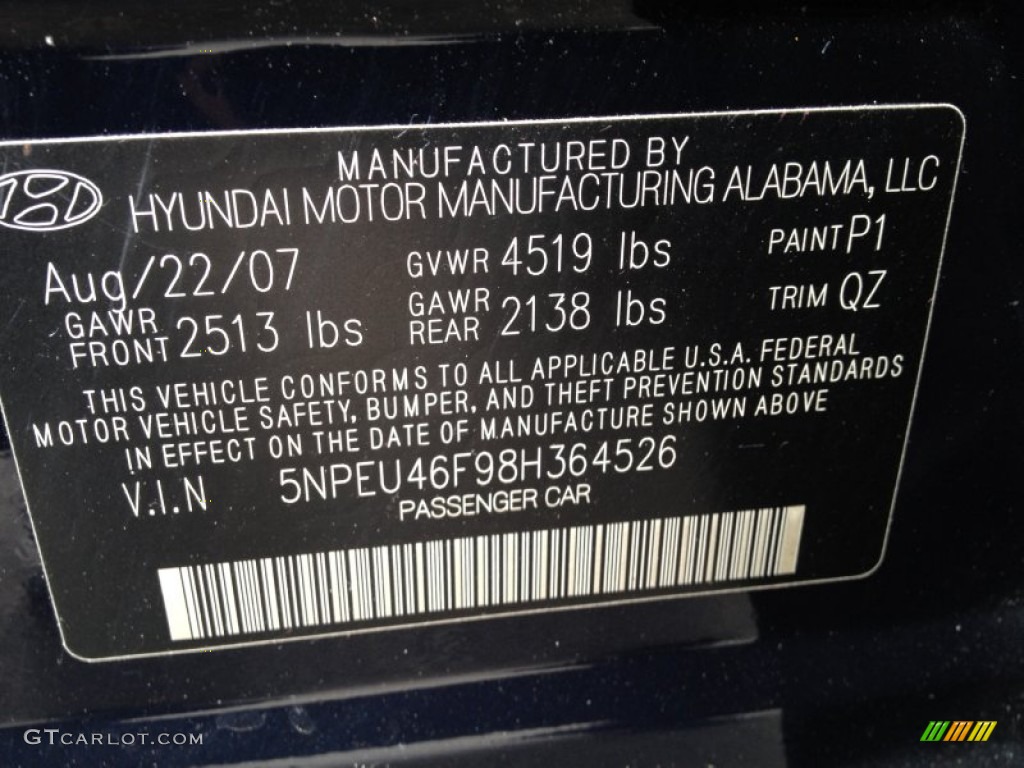 MANUFACTURED BY
HYUNDAI MOTOR MANUFACTURING ALABAMA, LLC
Aug/22/07 GVWR 4519 lbs PAINT P1
GAWR FRONT 2513 lbs GAWR REAR 2138 lbs TRIM QZ
THIS VEHICLE CONFORMS TO ALL APPLICABLE U.S.A. FEDERAL
MOTOR VEHICLE SAFETY, BUMPER, AND THEFT PREVENTION STANDARDS
IN EFFECT ON THE DATE OF MANUFACTURE SHOWN ABOVE
V.I.N 5NPEU46F98H364526
PASSENGER CAR
GTCARLOT.COM